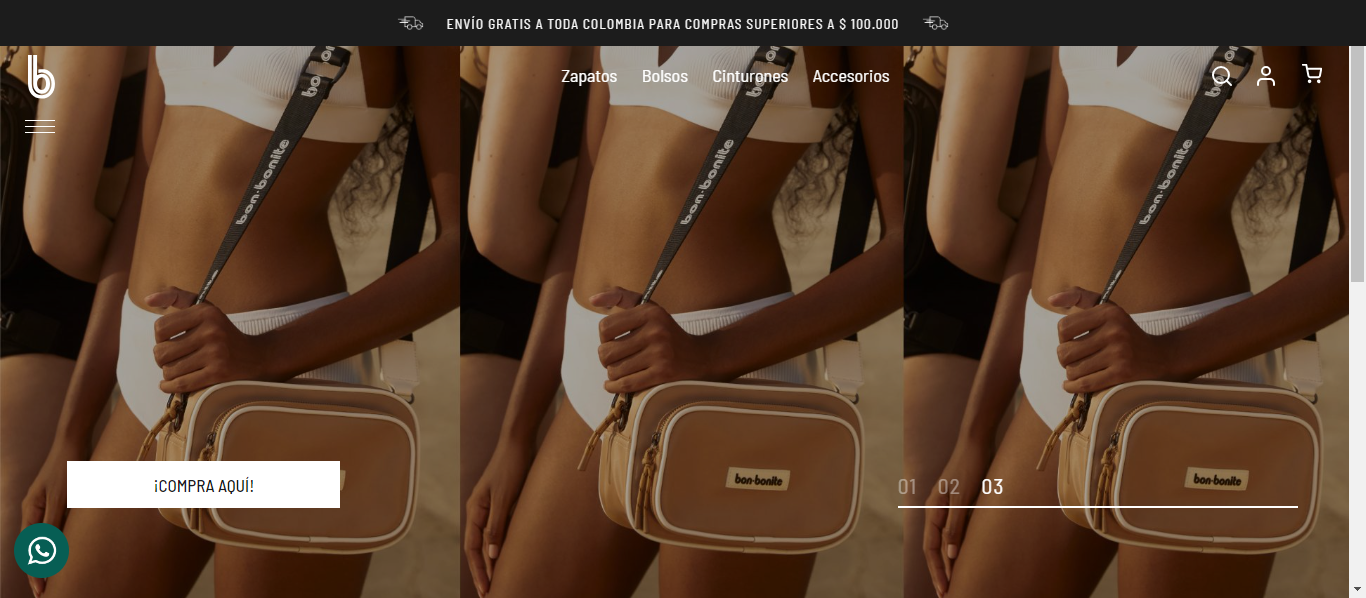 ENVÍO GRATIS A TODA COLOMBIA PARA COMPRAS SUPERIORES A $ 100.000
b
Zapatos Bolsos Cinturones Accesorios
bon-bonite
bon-bonite
bon-bonite
¡COMPRA AQUÍ!
bon-bonite
bon-bonite
01 02 03